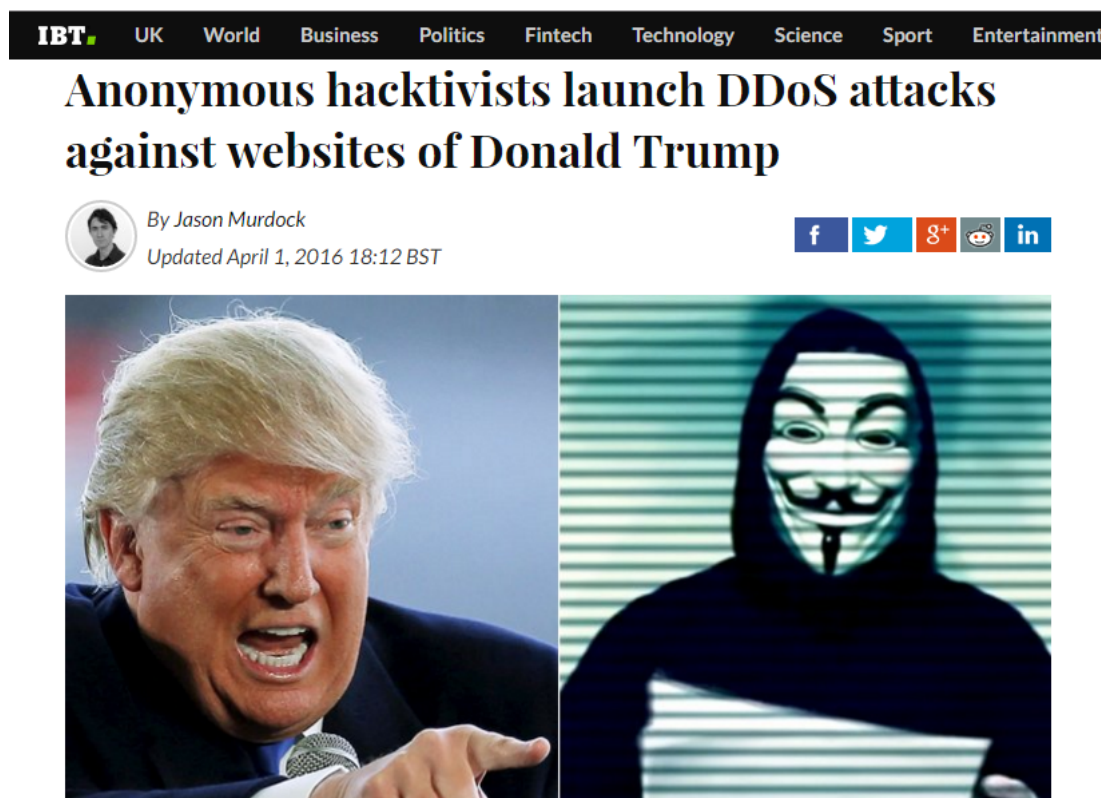 IBT UK World Business Politics Fintech Technology Science Sport Entertainment
Anonymous hacktivists launch DDoS attacks
against websites of Donald Trump
By Jason Murdock
Updated April 1, 2016 18:12 BST
f g+ in